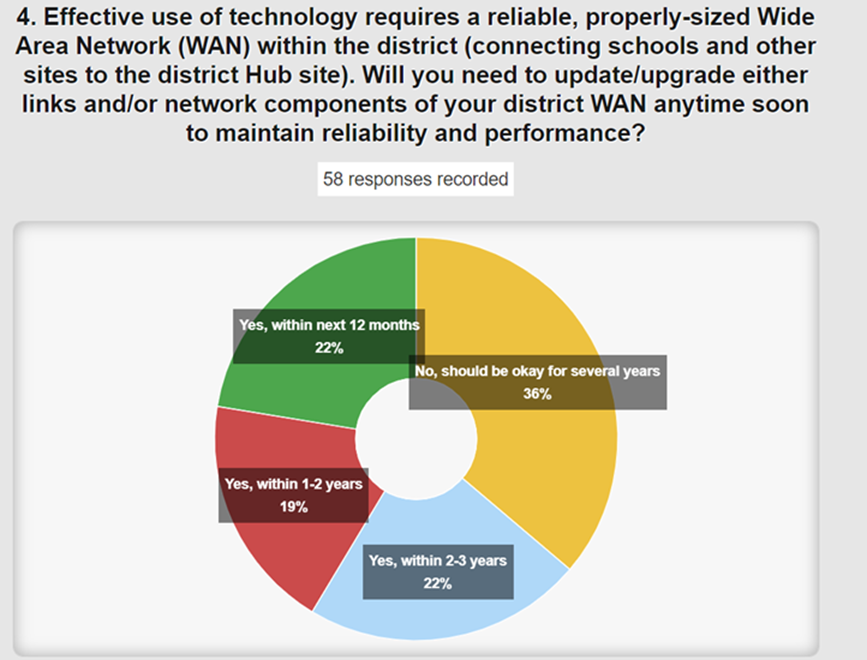 4. Effective use of technology requires a reliable, properly-sized Wide
Area Network (WAN) within the district (connecting schools and other
sites to the district Hub site). Will you need to update/upgrade either
links and/or network components of your district WAN anytime soon
to maintain reliability and performance?
58 responses recorded
Yes, within next 12 months
22%
No, should be okay for several years
36%
Yes, within 1-2 years
19%
Yes, within 2-3 years
22%